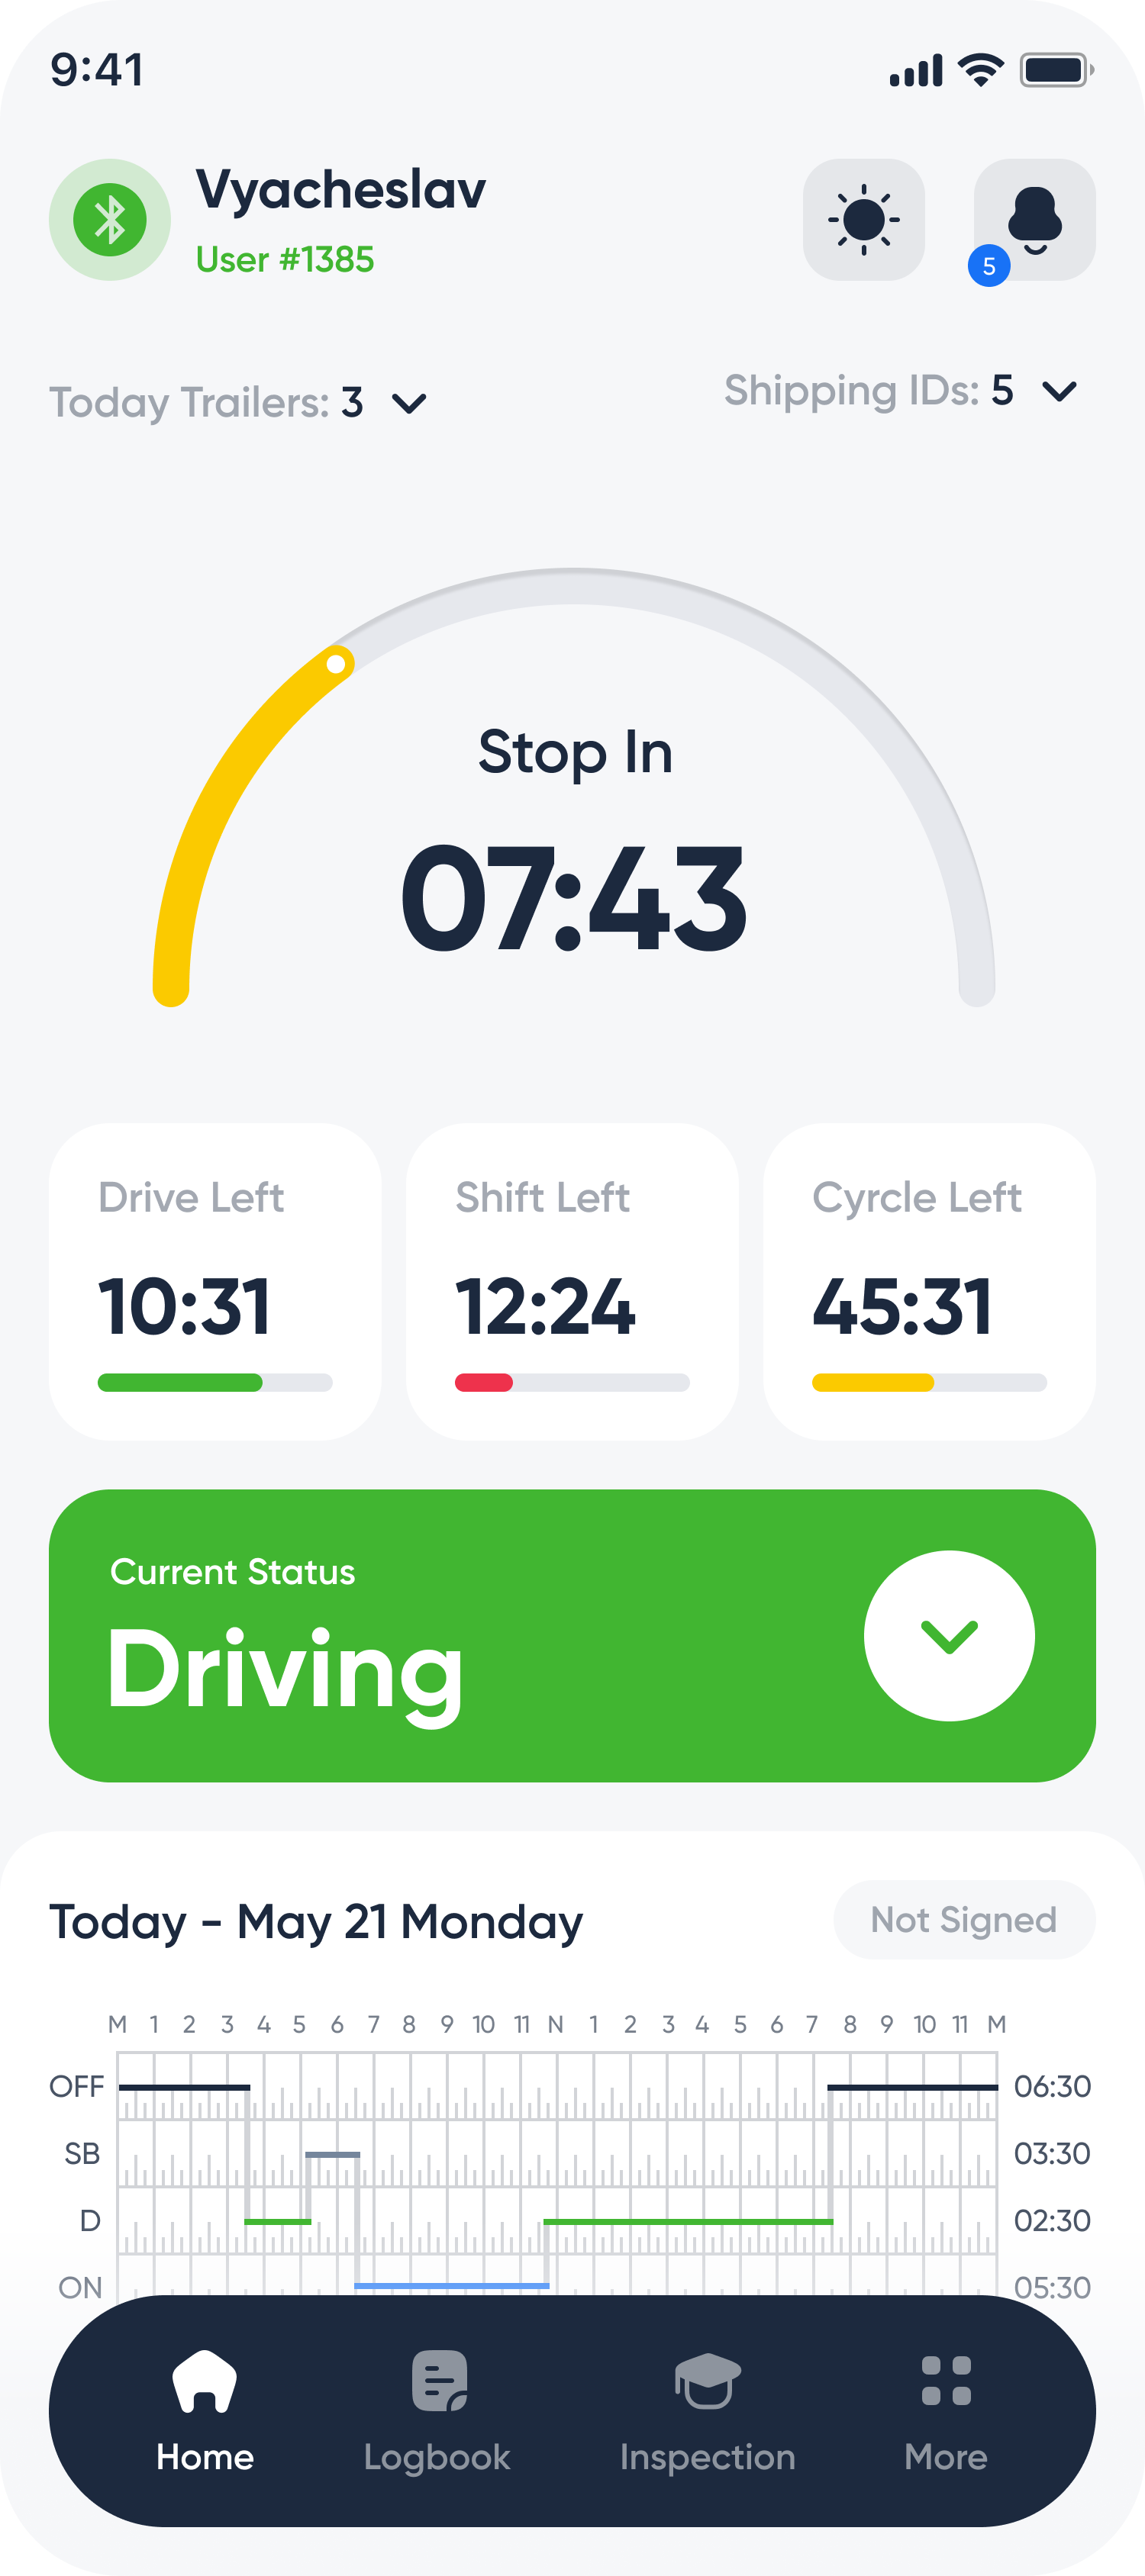 9:41
Vyacheslav
User #1385
5
Today Trailers: 3
Shipping IDs: 5
Stop In
07:43
Drive Left
10:31
Shift Left
12:24
Cyrcle Left
45:31
Current Status
Driving
Today - May 21 Monday
Not Signed
M 1 2 3 4 5 6 7 8 9 10 11 N 1 2 3 4 5 6 7 8 9 10 11 M
OFF 06:30
SB 03:30
D 02:30
ON 05:30
Home Logbook Inspection More